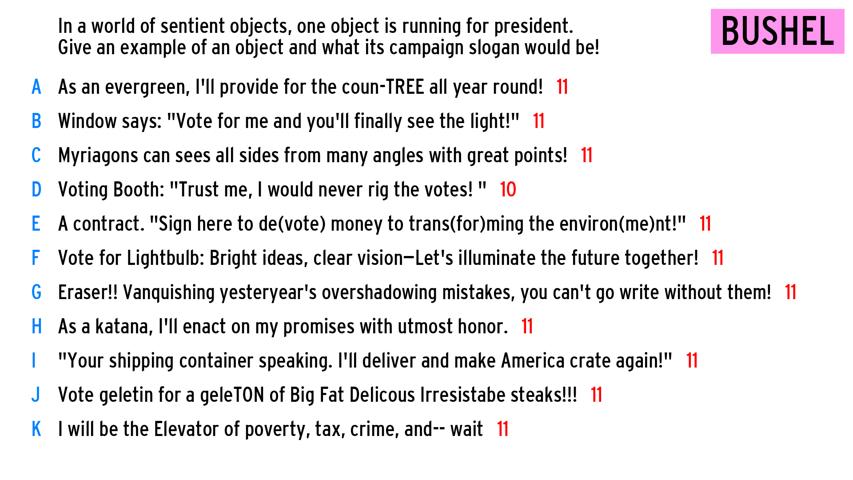 In a world of sentient objects, one object is running for president.
Give an example of an object and what its campaign slogan would be!
BUSHEL
A As an evergreen, I'll provide for the coun-TREE all year round! 11
B Window says: "Vote for me and you'll finally see the light!" 11
C Myriagons can sees all sides from many angles with great points! 11
D Voting Booth: "Trust me, I would never rig the votes! " 10
E A contract. "Sign here to de(vote) money to trans(for)ming the environ(me)nt!" 11
F Vote for Lightbulb: Bright ideas, clear vision—Let's illuminate the future together! 11
G Eraser!! Vanquishing yesteryear's overshadowing mistakes, you can't go write without them! 11
H As a katana, I'll enact on my promises with utmost honor. 11
I "Your shipping container speaking. I'll deliver and make America crate again!" 11
J Vote geletin for a geleTON of Big Fat Delicous Irresistabe steaks!!! 11
K I will be the Elevator of poverty, tax, crime, and-- wait 11